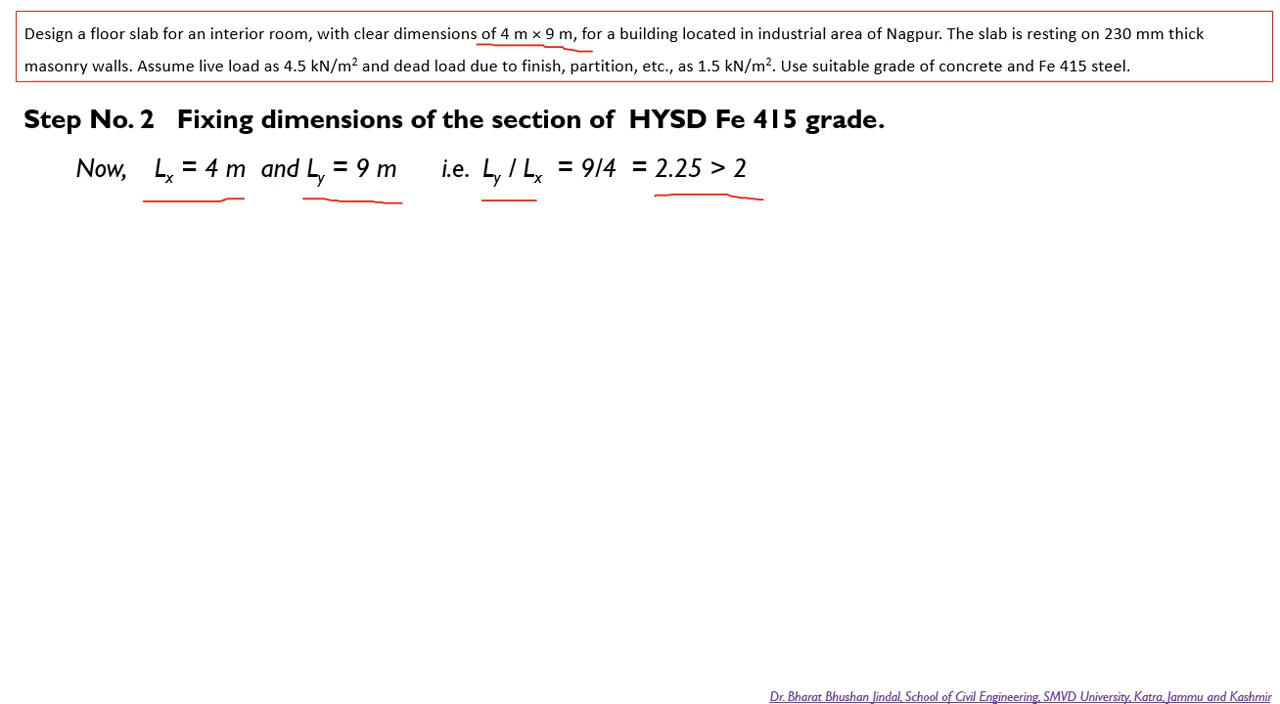 Design a floor slab for an interior room, with clear dimensions of 4 m × 9 m, for a building located in industrial area of Nagpur. The slab is resting on 230 mm thick
masonry walls. Assume live load as 4.5 kN/m² and dead load due to finish, partition, etc., as 1.5 kN/m². Use suitable grade of concrete and Fe 415 steel.
Step No. 2 Fixing dimensions of the section of HYSD Fe 415 grade.
Now, Lₓ = 4 m and Ly = 9 m i.e. Ly / Lₓ = 9/4 = 2.25 > 2
Dr. Bharat Bhushan Jindal, School of Civil Engineering, SMVD University, Katra, Jammu and Kashmir